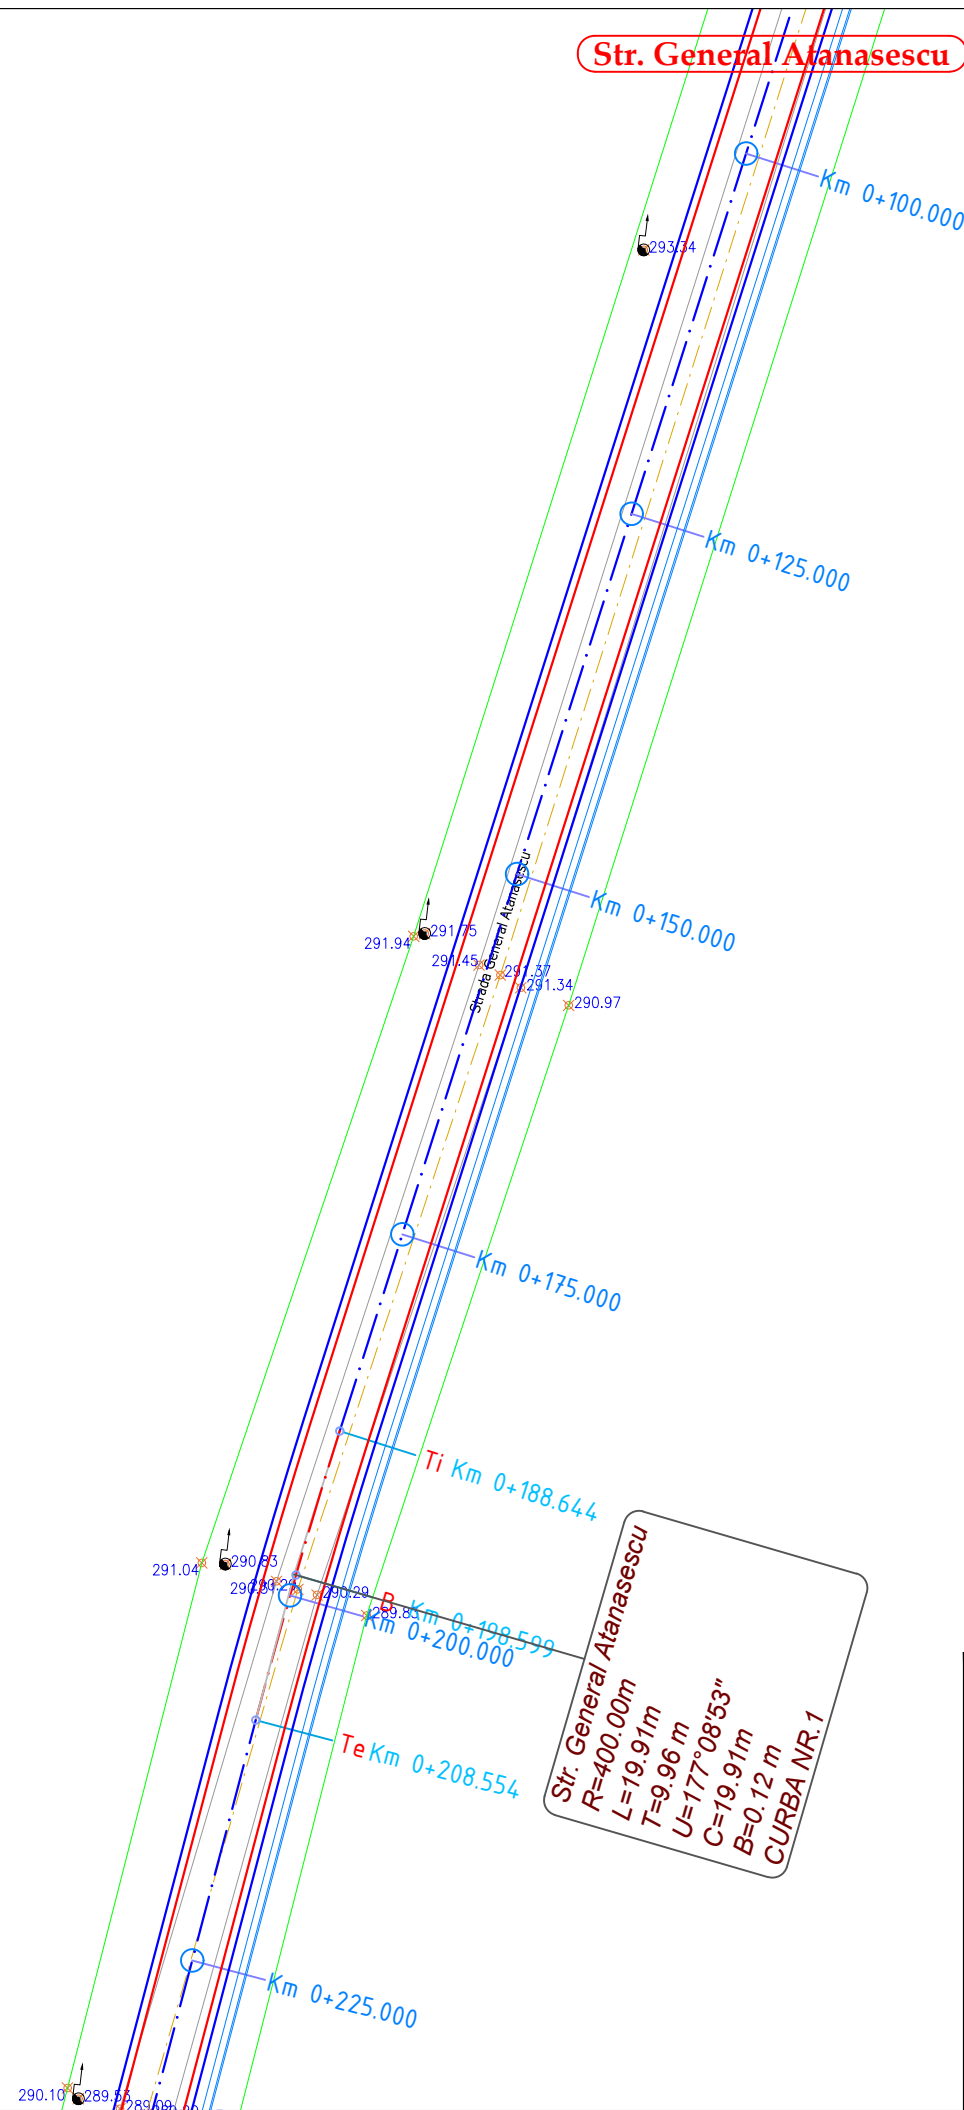 Str. General Atanasescu
Km 0+100.000
293.34
Km 0+125.000
Km 0+150.000
Strada General Atanasescu
291.94
291.75
291.45
291.37
291.34
290.97
Km 0+175.000
Ti Km 0+188.644
291.04
290.83
290.29
B Km 0+198.599
Km 0+200.000
Te Km 0+208.554
Str. General Atanasescu
R=400.00m
L=19.91m
T=9.96 m
U=177°08'53"
C=19.91m
B=0.12 m
CURBA NR.1
Km 0+225.000
290.10
289.53
289.09